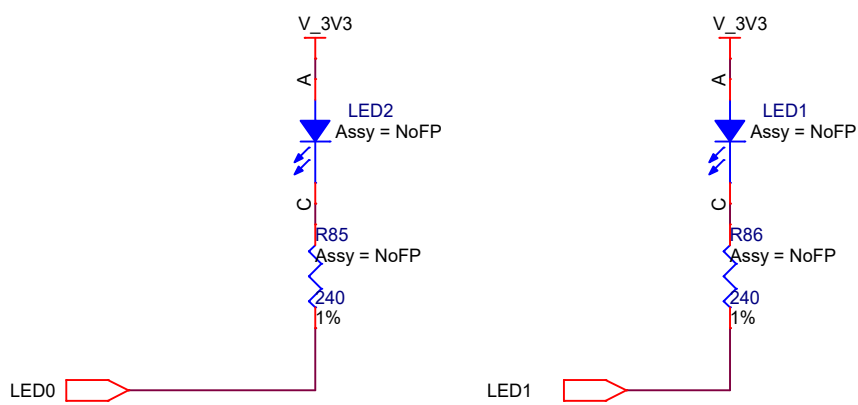 V_3V3
A
LED2
Assy = NoFP
C
R85
Assy = NoFP
240
1%
LED0
V_3V3
A
LED1
Assy = NoFP
C
R86
Assy = NoFP
240
1%
LED1